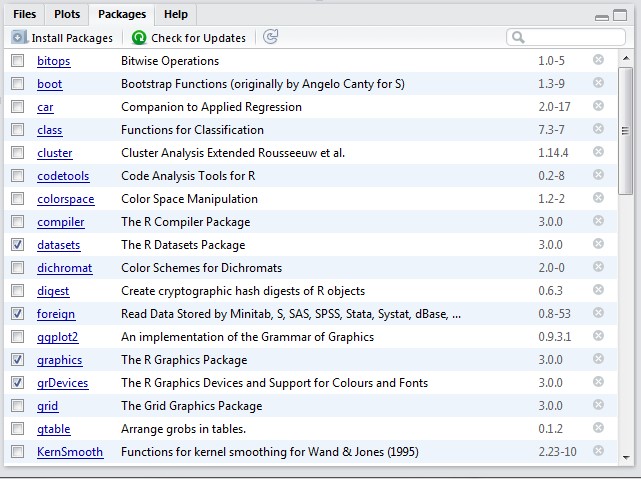 Files Plots Packages Help
Install Packages Check for Updates
bitops Bitwise Operations 1.0-5
boot Bootstrap Functions (originally by Angelo Canty for S) 1.3-9
car Companion to Applied Regression 2.0-17
class Functions for Classification 7.3-7
cluster Cluster Analysis Extended Rousseeuw et al. 1.14.4
codetools Code Analysis Tools for R 0.2-8
colorspace Color Space Manipulation 1.2-2
compiler The R Compiler Package 3.0.0
datasets The R Datasets Package 3.0.0
dichromat Color Schemes for Dichromats 2.0-0
digest Create cryptographic hash digests of R objects 0.6.3
foreign Read Data Stored by Minitab, S, SAS, SPSS, Stata, Systat, dBase, ... 0.8-53
ggplot2 An implementation of the Grammar of Graphics 0.9.3.1
graphics The R Graphics Package 3.0.0
grDevices The R Graphics Devices and Support for Colours and Fonts 3.0.0
grid The Grid Graphics Package 3.0.0
gtable Arrange grobs in tables. 0.1.2
KernSmooth Functions for kernel smoothing for Wand & Jones (1995) 2.23-10